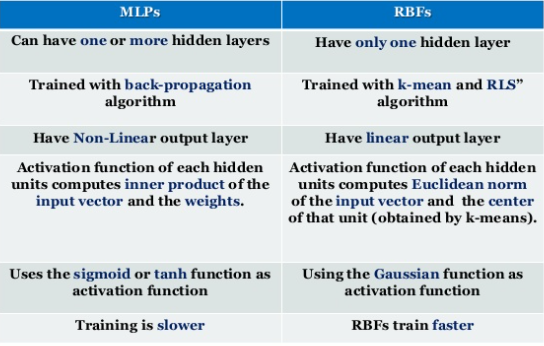 MLPs
RBFs
Can have one or more hidden layers
Have only one hidden layer
Trained with back-propagation
algorithm
Trained with k-mean and RLS”
algorithm
Have Non-Linear output layer
Have linear output layer
Activation function of each hidden
units computes inner product of the
input vector and the weights.
Activation function of each hidden
units computes Euclidean norm
of the input vector and the center
of that unit (obtained by k-means).
Uses the sigmoid or tanh function as
activation function
Using the Gaussian function as
activation function
Training is slower
RBFs train faster